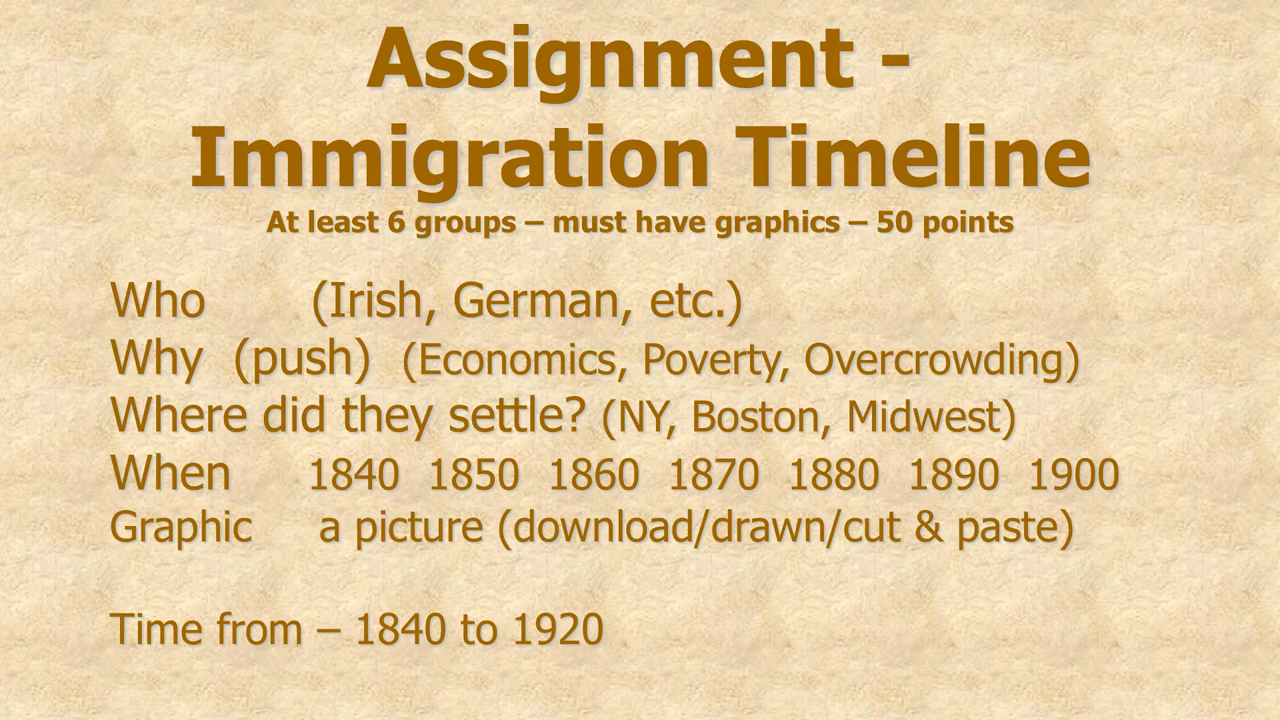 Assignment -
Immigration Timeline
At least 6 groups – must have graphics – 50 points
Who (Irish, German, etc.)
Why (push) (Economics, Poverty, Overcrowding)
Where did they settle? (NY, Boston, Midwest)
When 1840 1850 1860 1870 1880 1890 1900
Graphic a picture (download/drawn/cut & paste)
Time from – 1840 to 1920